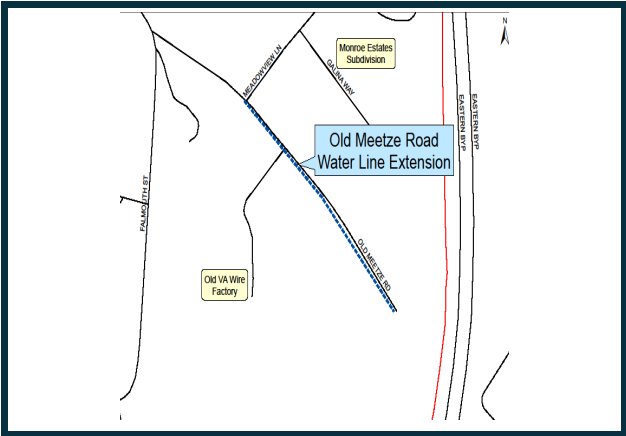 N
Monroe Estates
Subdivision
MEADOWVIEW LN
GALINA WAY
EASTERN BYP
EASTERN BYP
Old Meetze Road
Water Line Extension
FALMOUTH ST
OLD MEETZE RD
Old VA Wire
Factory